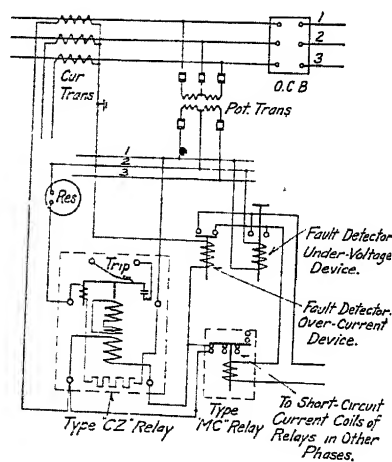 1
2
3
O.C.B
Cur
Trans
Pot. Trans
1
2
3
Res
Trip
Fault Detector
Under-Voltage
Device.
Fault Detector
Over-Current
Device.
Type "CZ" Relay
Type
"MC" Relay
To Short-Circuit
Current Coils of
Relays in Other
Phases.